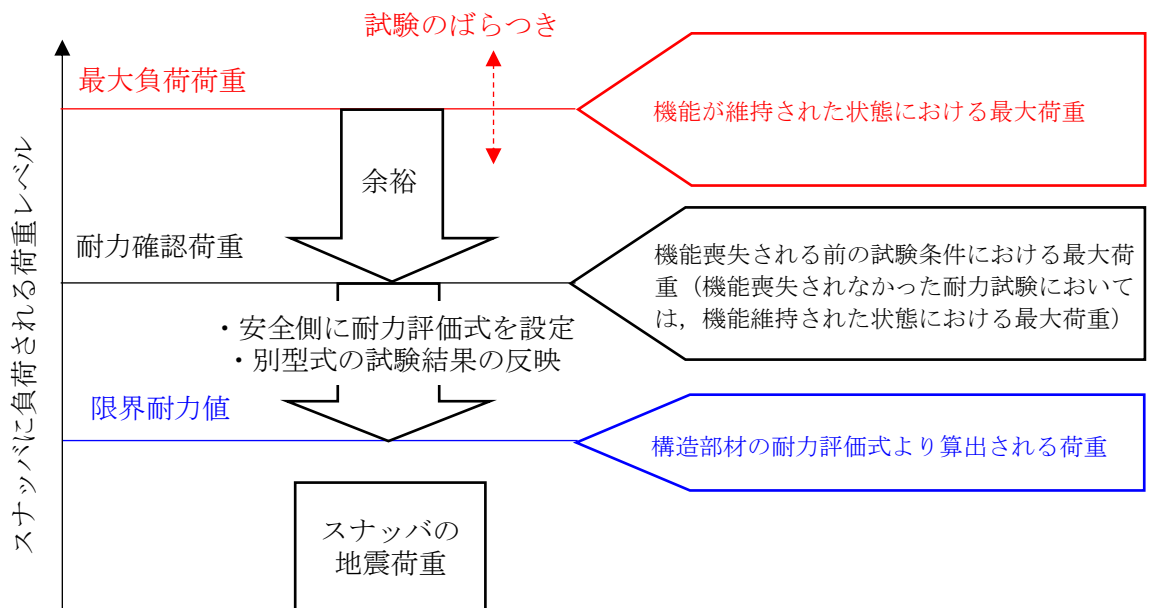 試験のばらつき
最大負荷荷重
機能が維持された状態における最大荷重
余裕
スナッバに負荷される荷重レベル
耐力確認荷重
機能喪失される前の試験条件における最大荷
重（機能喪失されなかった耐力試験において
は，機能維持された状態における最大荷重）
・安全側に耐力評価式を設定
・別型式の試験結果の反映
限界耐力値
構造部材の耐力評価式より算出される荷重
スナッバの
地震荷重